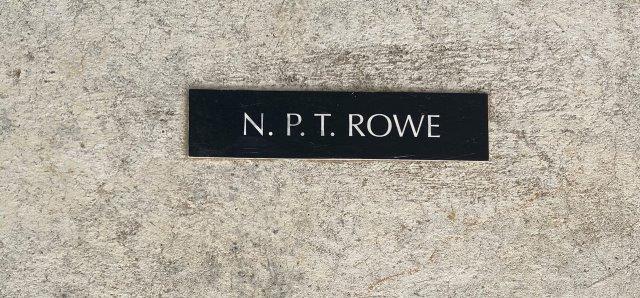 N. P. T. ROWE